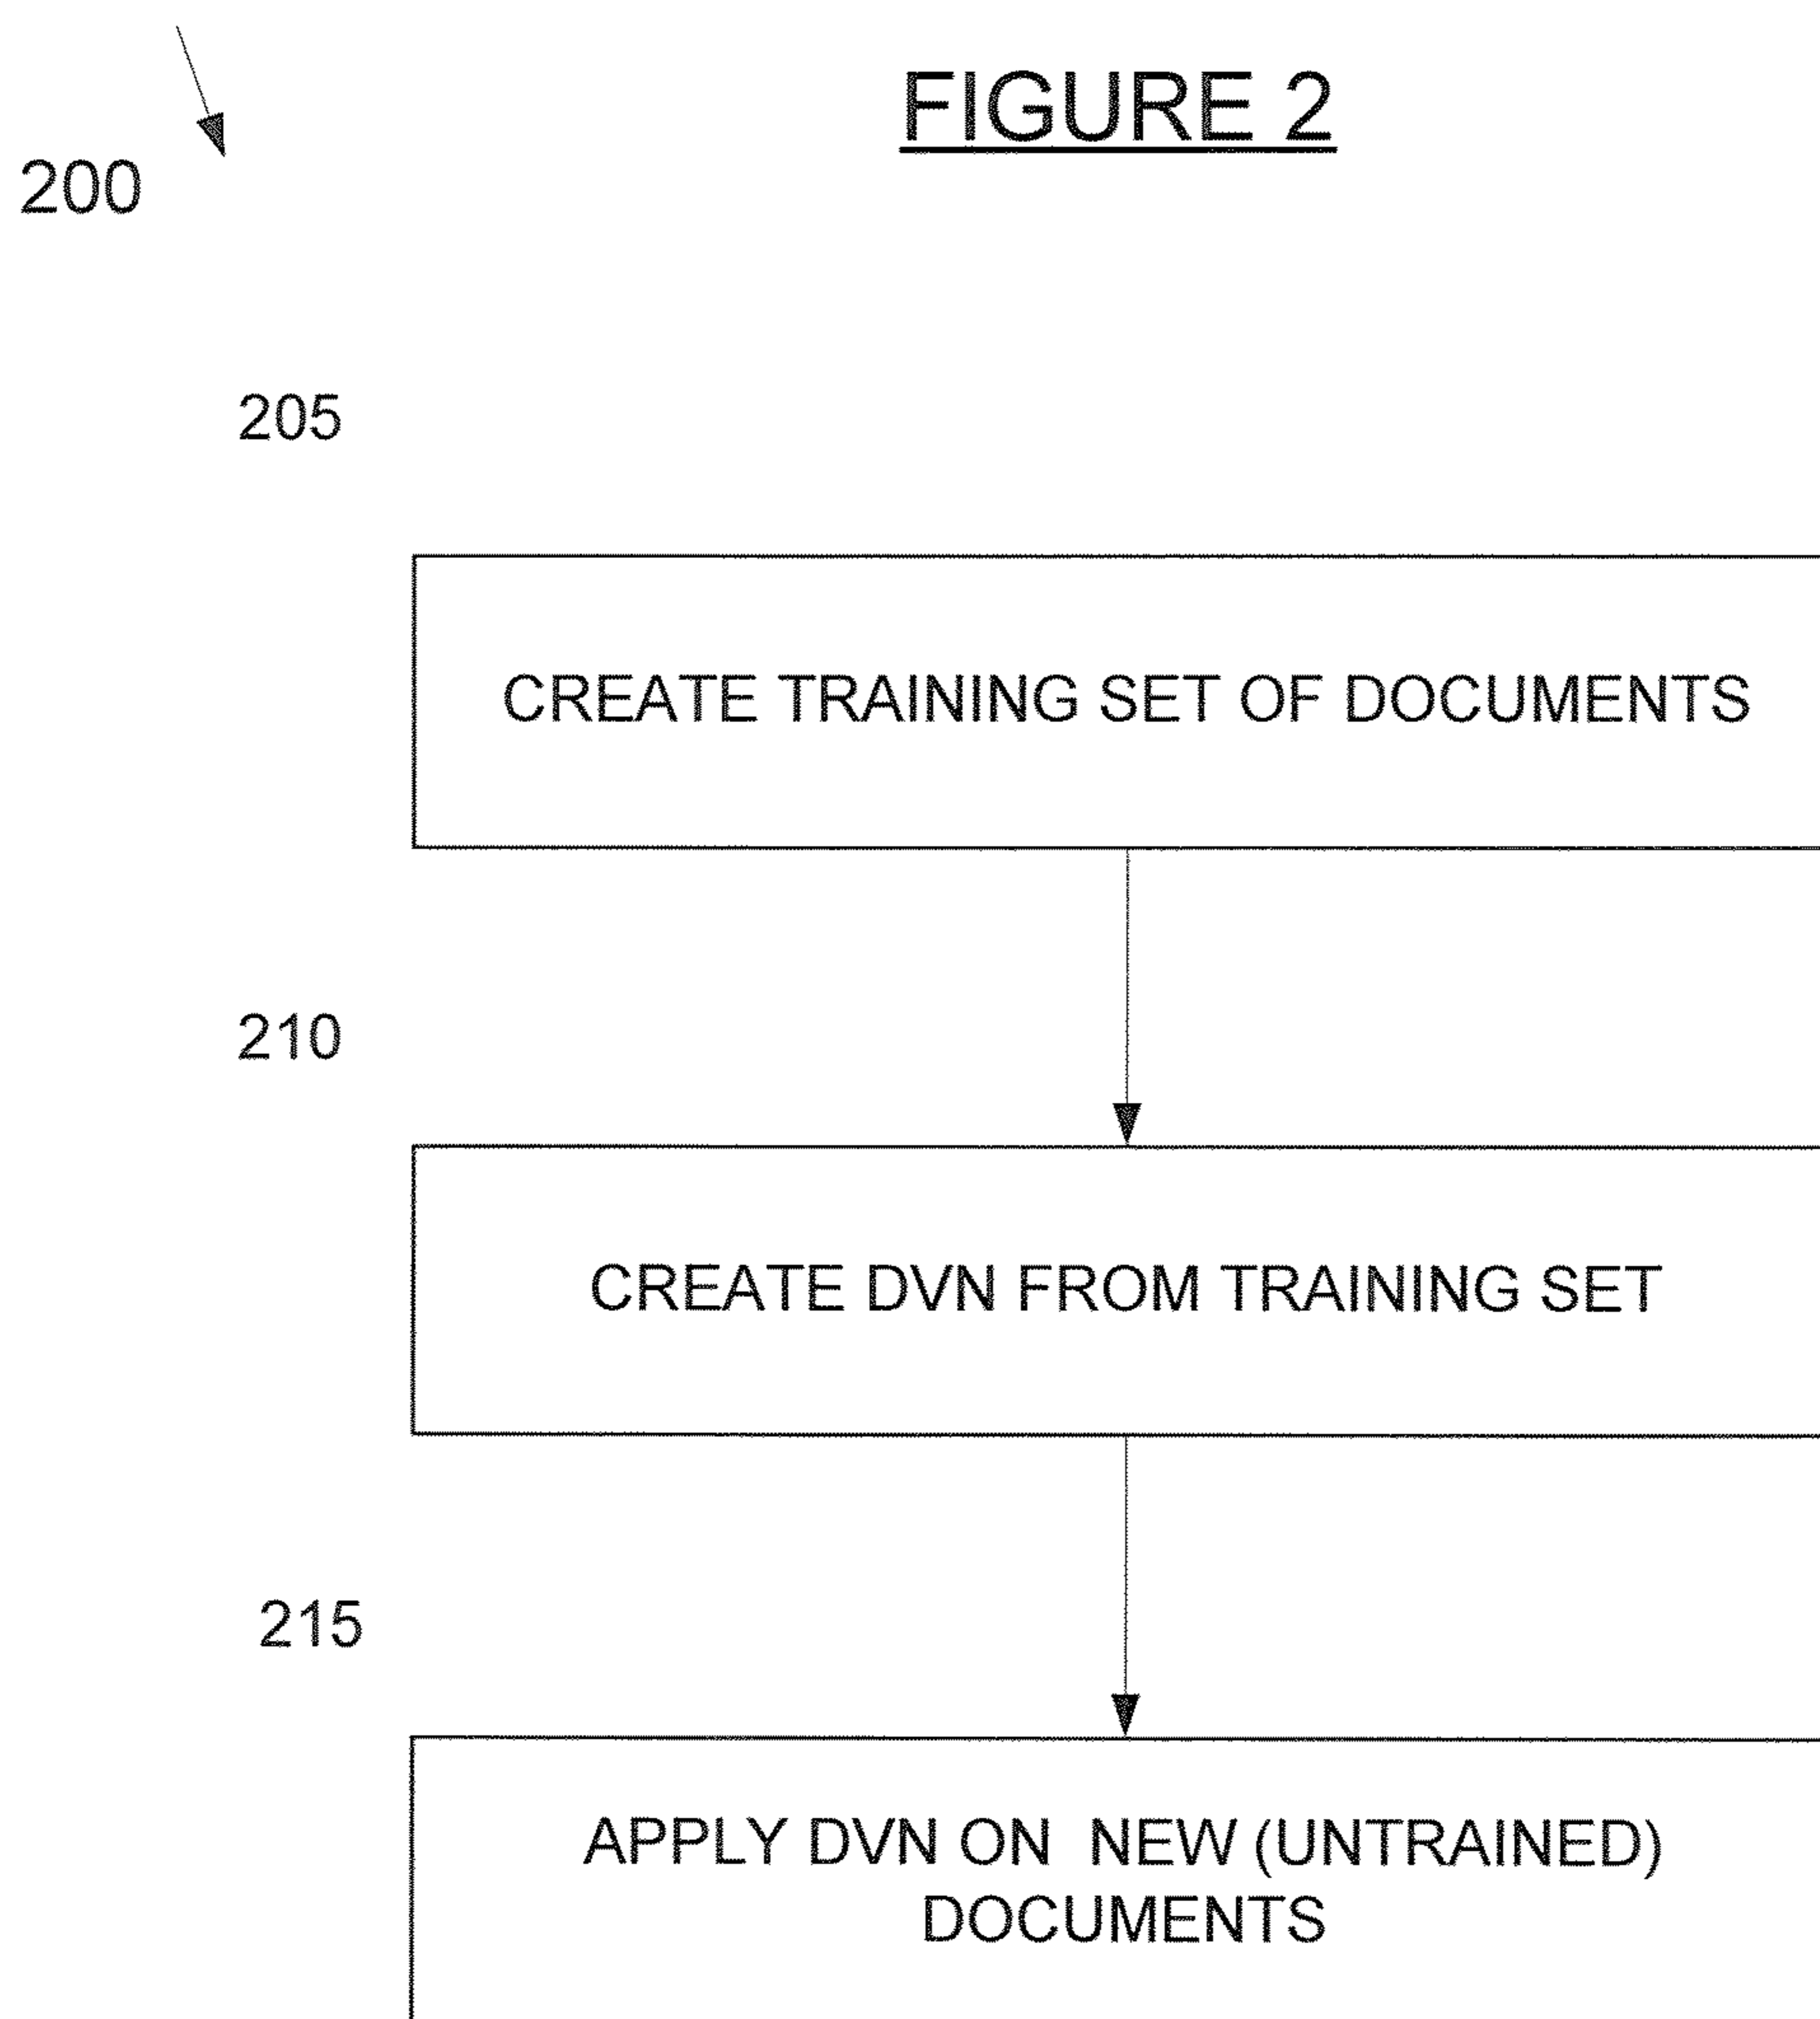 FIGURE 2
200
205
CREATE TRAINING SET OF DOCUMENTS
210
CREATE DVN FROM TRAINING SET
215
APPLY DVN ON NEW (UNTRAINED)
DOCUMENTS